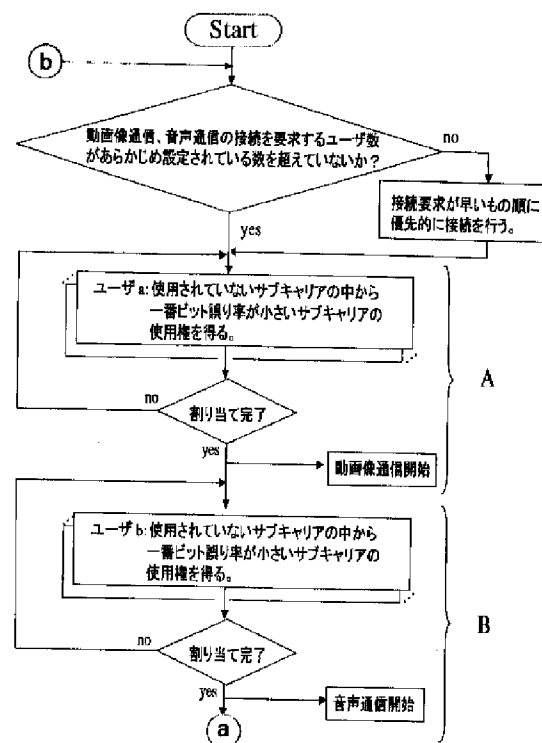 Start
b
動画像通信、音声通信の接続を要求するユーザ数
があらかじめ設定されている数を超えていないか？
no
接続要求が早いもの順に
優先的に接続を行う。
yes
ユーザ a: 使用されていないサブキャリアの中から
一番ビット誤り率が小さいサブキャリアの
使用権を得る。
A
no
割り当て完了
yes
動画像通信開始
ユーザ b: 使用されていないサブキャリアの中から
一番ビット誤り率が小さいサブキャリアの
使用権を得る。
B
no
割り当て完了
yes
音声通信開始
a